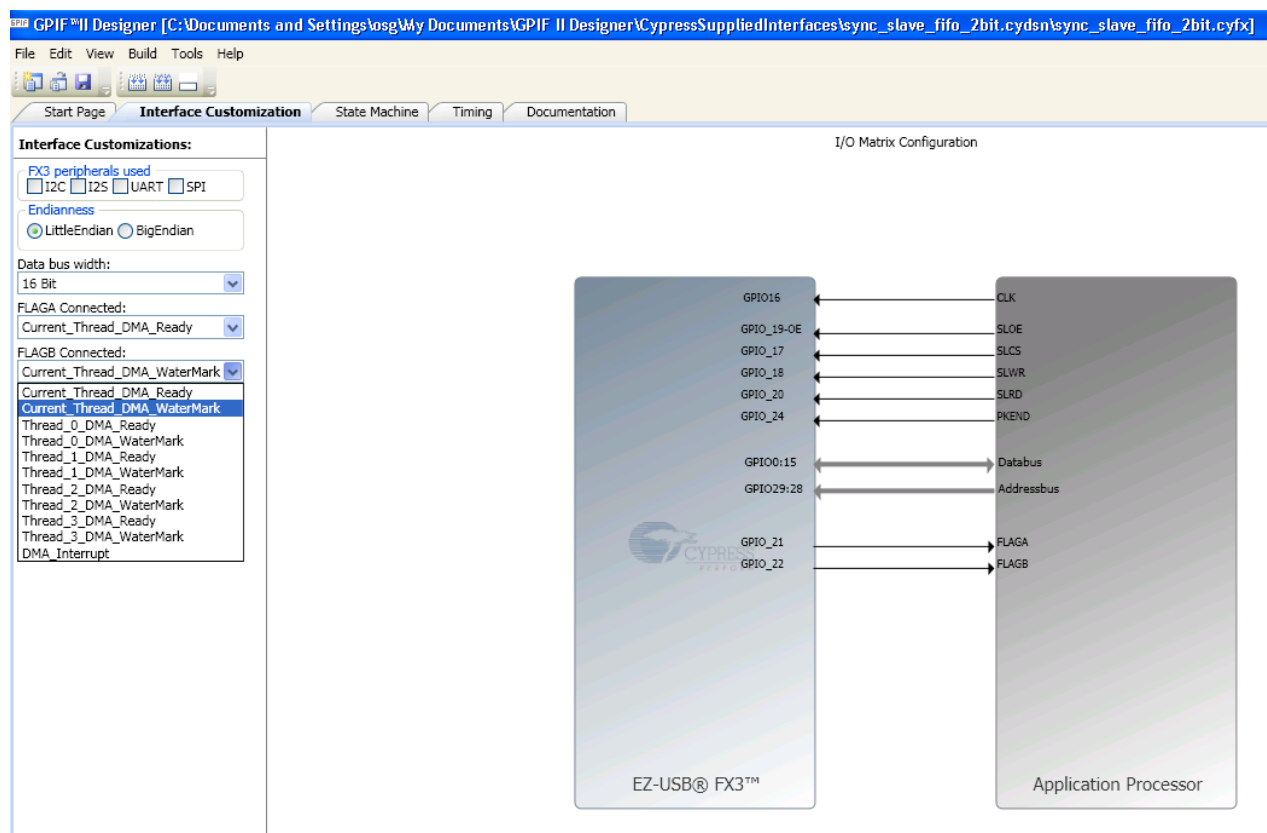 GPIF GPIF™II Designer [C:\Documents and Settings\osg\My Documents\GPIF II Designer\CypressSuppliedInterfaces\sync_slave_fifo_2bit.cydsn\sync_slave_fifo_2bit.cyfx]
File Edit View Build Tools Help
Start Page Interface Customization State Machine Timing Documentation
Interface Customizations:
FX3 peripherals used
I2C I2S UART SPI
Endianness
LittleEndian BigEndian
Data bus width:
16 Bit
FLAGA Connected:
Current_Thread_DMA_Ready
FLAGB Connected:
Current_Thread_DMA_WaterMark
Current_Thread_DMA_Ready
Current_Thread_DMA_WaterMark
Thread_0_DMA_Ready
Thread_0_DMA_WaterMark
Thread_1_DMA_Ready
Thread_1_DMA_WaterMark
Thread_2_DMA_Ready
Thread_2_DMA_WaterMark
Thread_3_DMA_Ready
Thread_3_DMA_WaterMark
DMA_Interrupt
I/O Matrix Configuration
GPIO16 CLK
GPIO_19-OE SLOE
GPIO_17 SLCS
GPIO_18 SLWR
GPIO_20 SLRD
GPIO_24 PKEND
GPIO0:15 Databus
GPIO29:28 Addressbus
GPIO_21 FLAGA
CYPRESS
GPIO_22 FLAGB
EZ-USB® FX3™ Application Processor